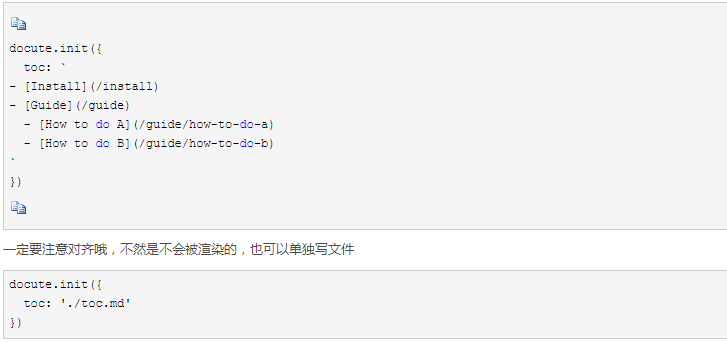 docute.init({
  toc: `
- [Install](/install)
- [Guide](/guide)
  - [How to do A](/guide/how-to-do-a)
  - [How to do B](/guide/how-to-do-b)
`
})
一定要注意对齐哦，不然是不会被渲染的，也可以单独写文件
docute.init({
  toc: './toc.md'
})